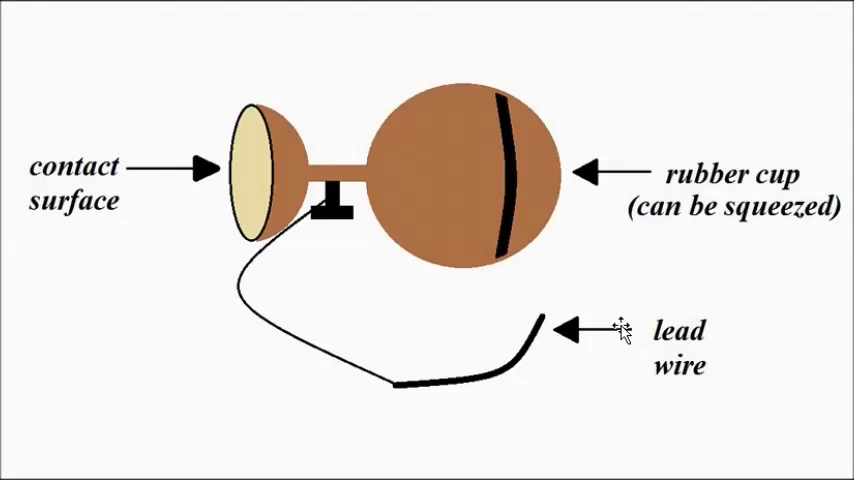 contact
surface
rubber cup
(can be squeezed)
lead
wire